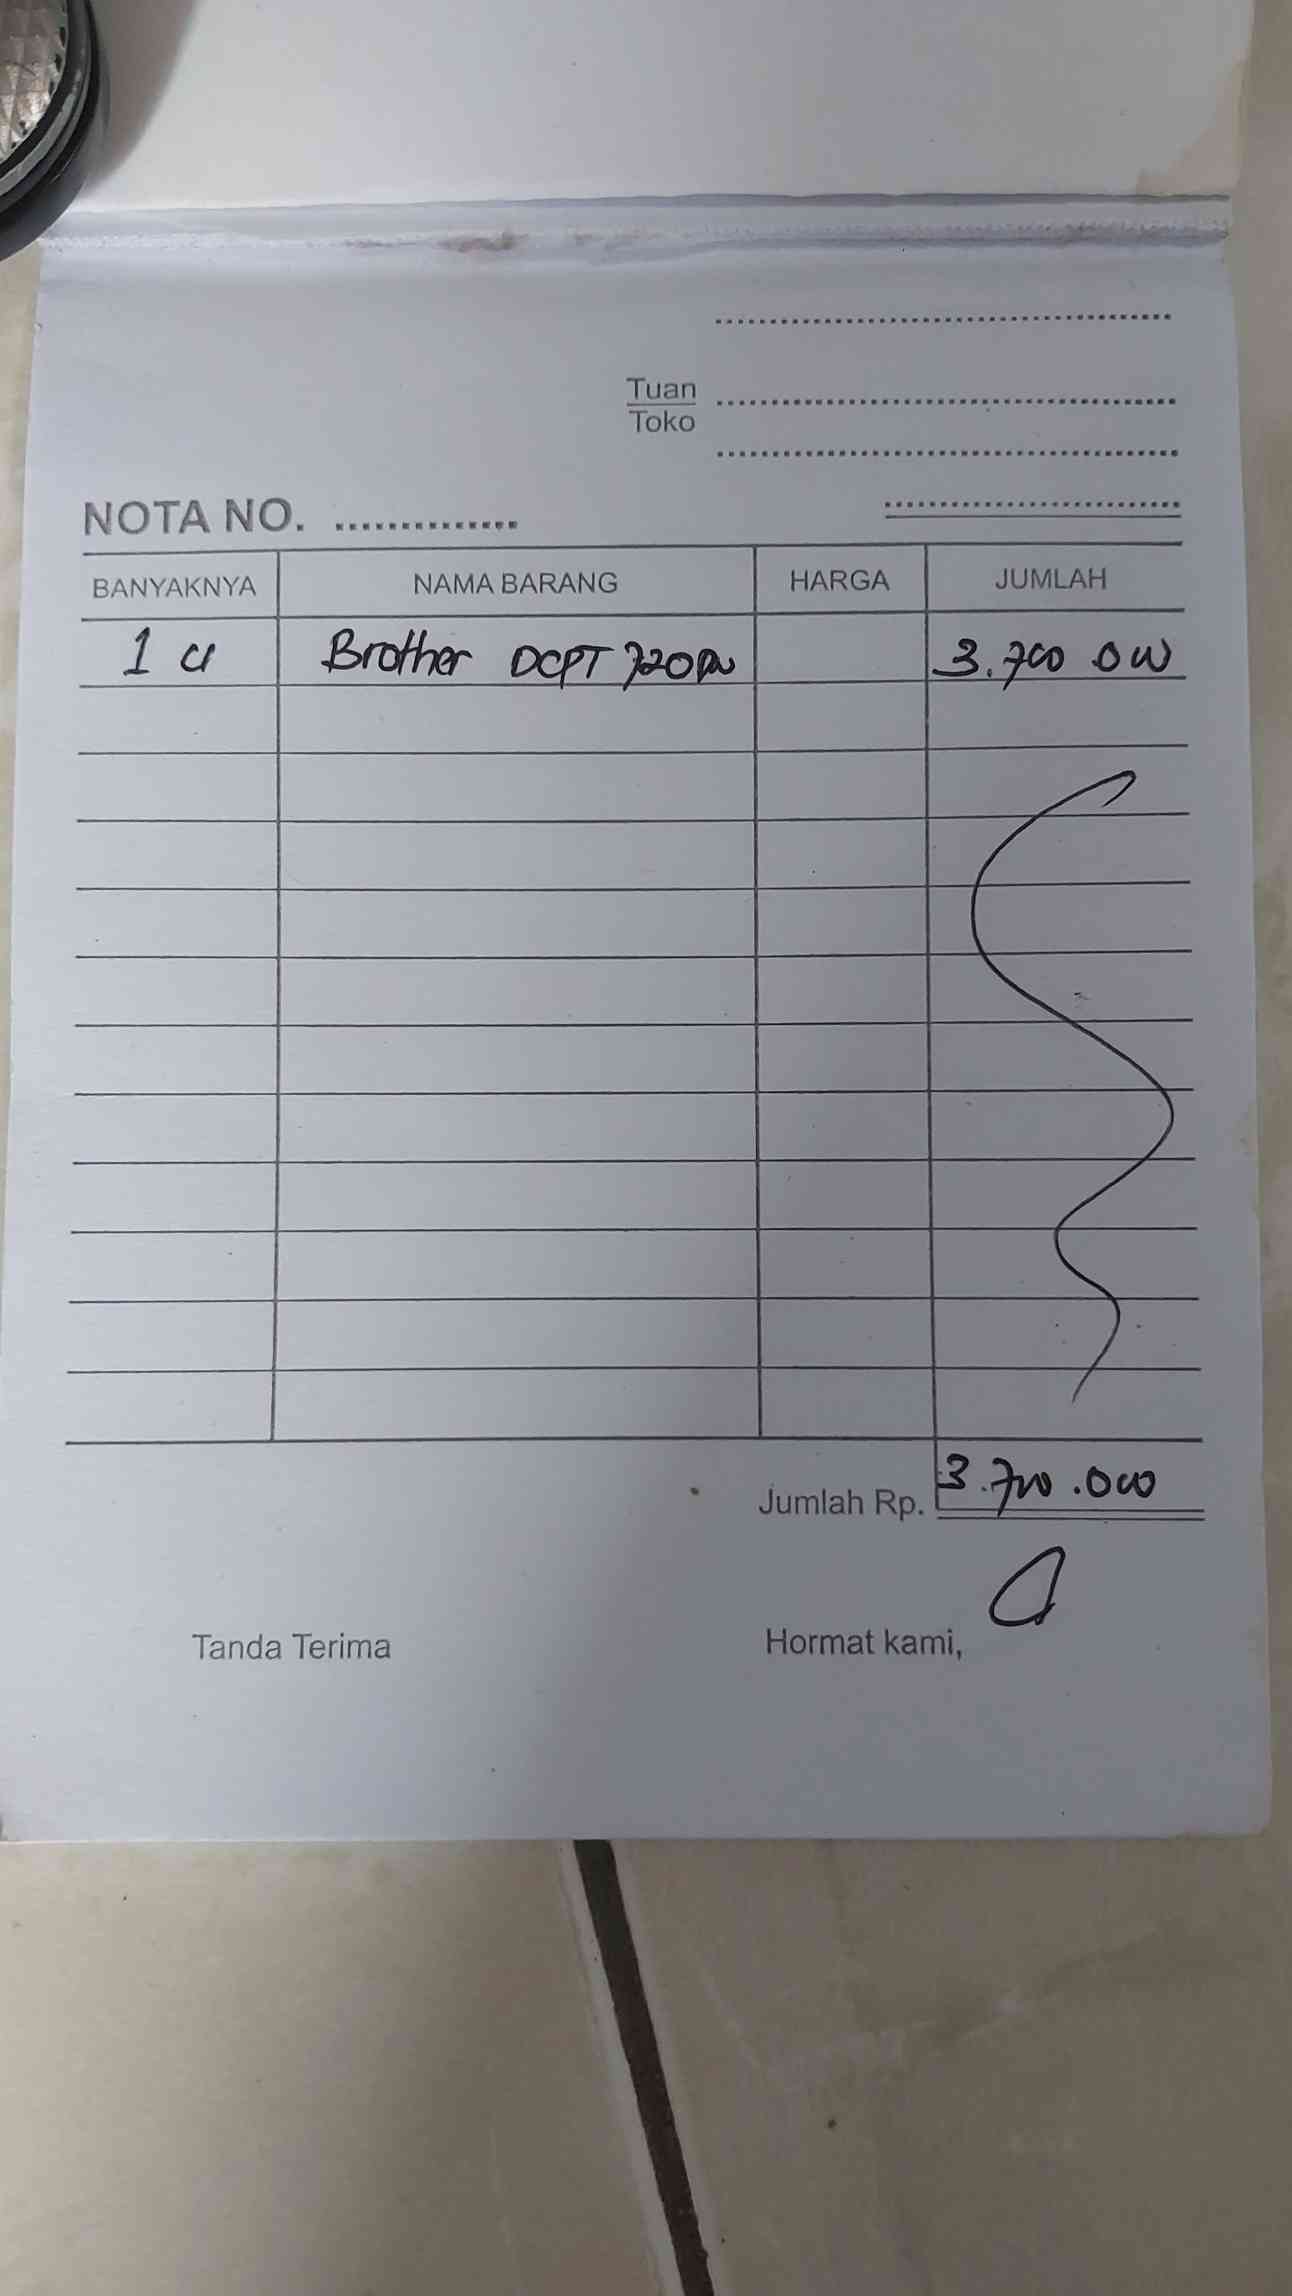 Tuan
Toko
NOTA NO. ..............
BANYAKNYA NAMA BARANG HARGA JUMLAH
1 Brother DCPT 720DW 3.700 000
Jumlah Rp. 3.700.000
Tanda Terima Hormat kami,